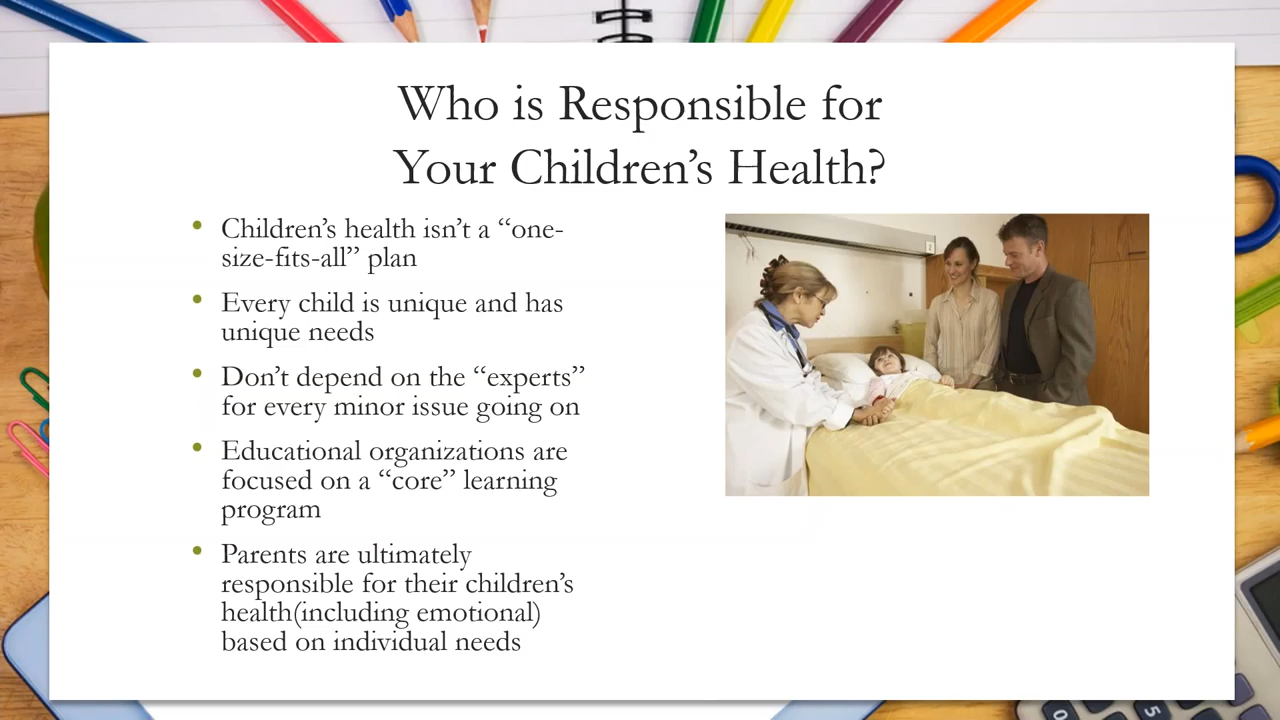 Who is Responsible for
Your Children’s Health?
• Children’s health isn’t a “one-
size-fits-all” plan
• Every child is unique and has
unique needs
• Don’t depend on the “experts”
for every minor issue going on
• Educational organizations are
focused on a “core” learning
program
• Parents are ultimately
responsible for their children’s
health(including emotional)
based on individual needs
0
5